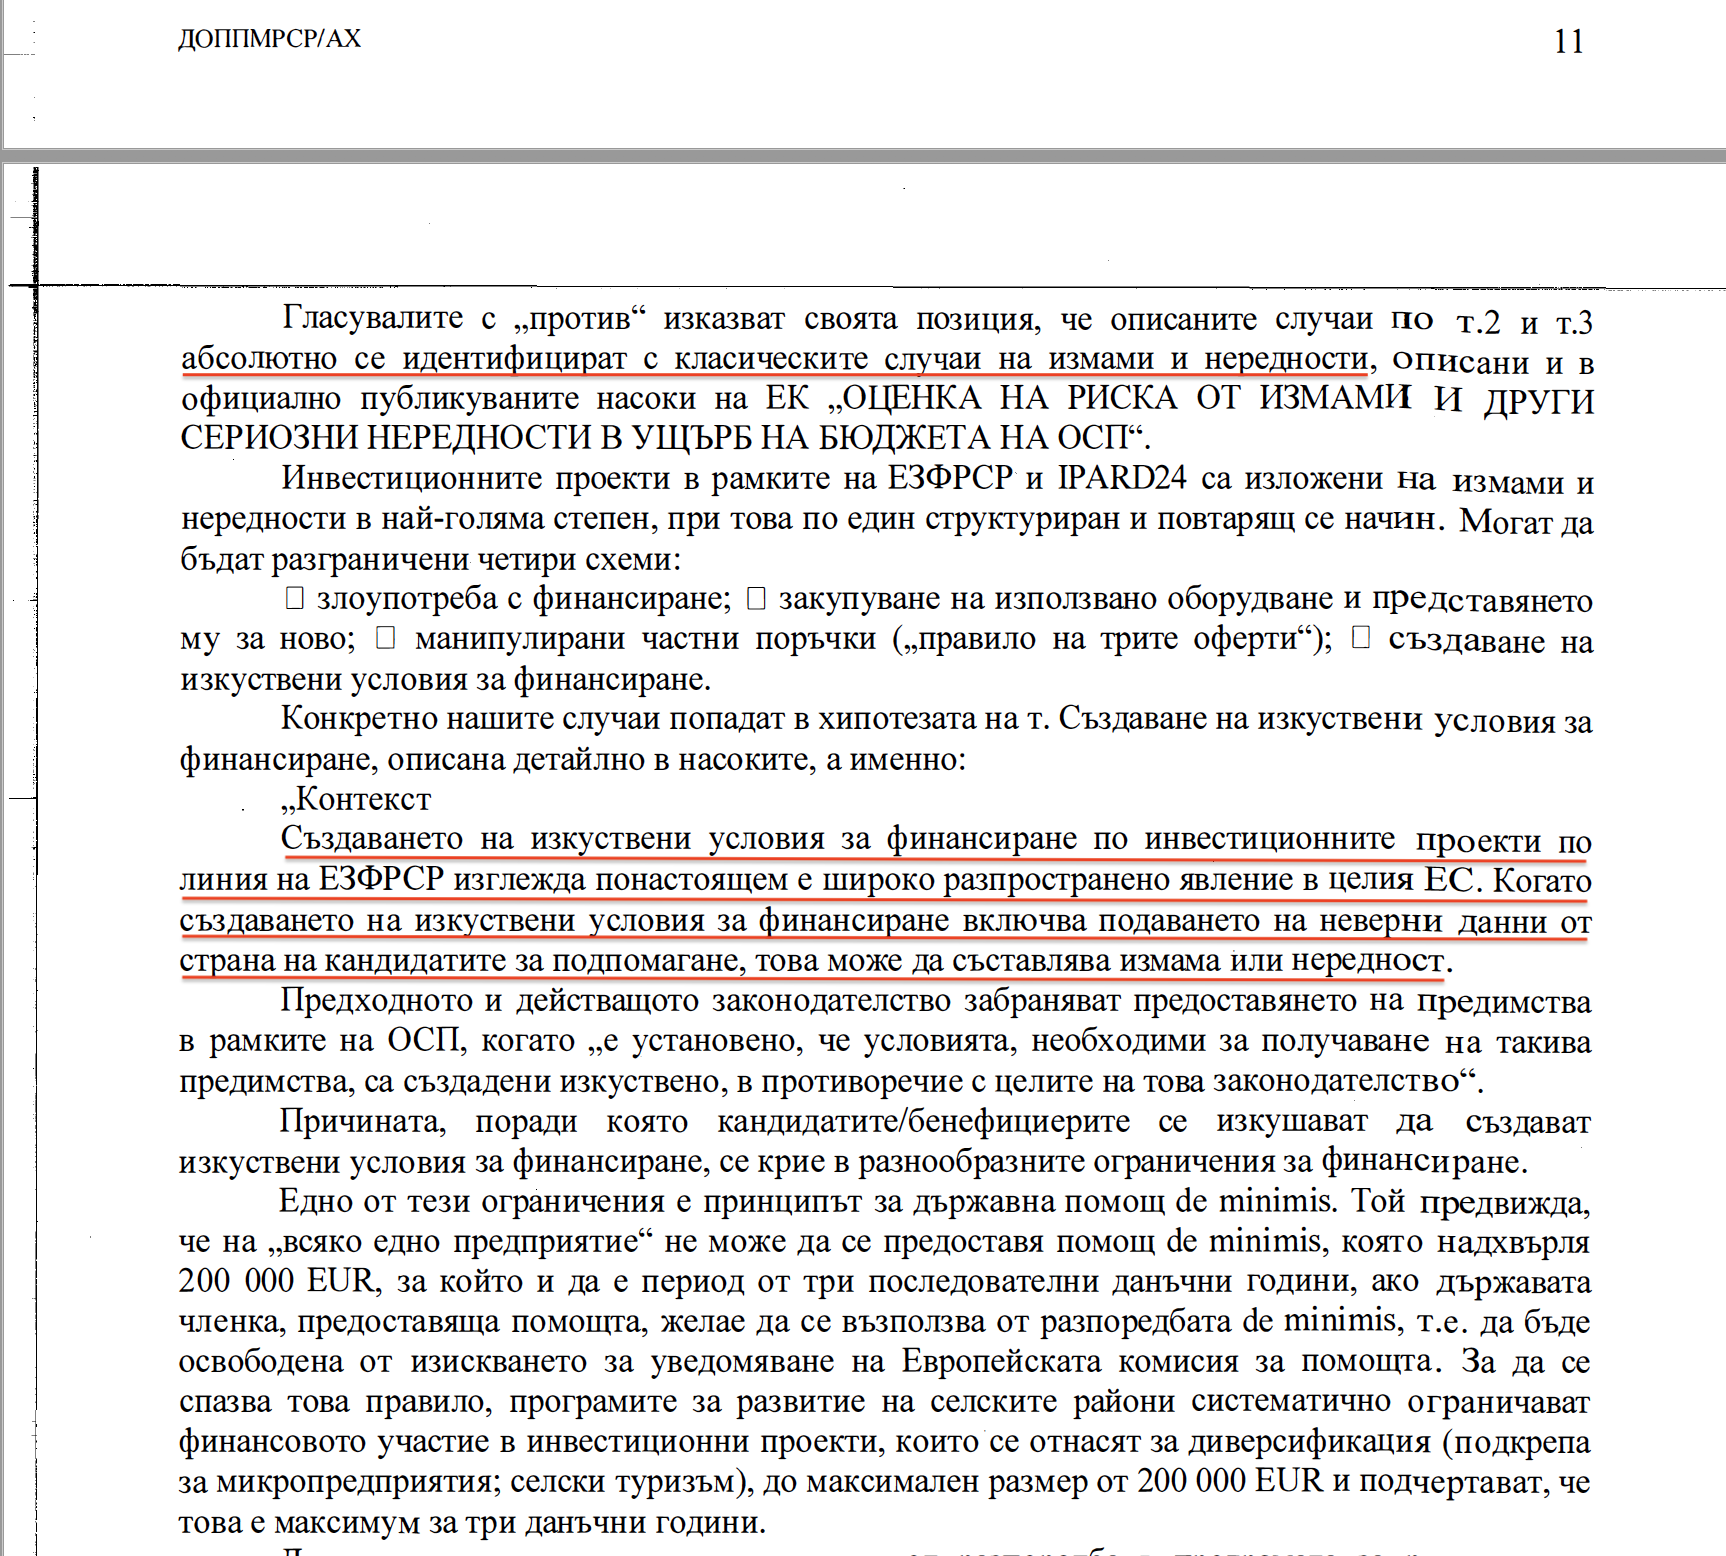 ДОППМРСР/АХ 11
Гласувалите с „против“ изказват своята позиция, че описаните случаи по т.2 и т.3
абсолютно се идентифицират с класическите случаи на измами и нередности, описани и в
официално публикуваните насоки на ЕК „ОЦЕНКА НА РИСКА ОТ ИЗМАМИ И ДРУГИ
СЕРИОЗНИ НЕРЕДНОСТИ В УЩЪРБ НА БЮДЖЕТА НА ОСП“.
Инвестиционните проекти в рамките на ЕЗФРСР и IPARD24 са изложени на измами и
нередности в най-голяма степен, при това по един структуриран и повтарящ се начин. Могат да
бъдат разграничени четири схеми:
 злоупотреба с финансиране;  закупуване на използвано оборудване и представянето
му за ново;  манипулирани частни поръчки („правило на трите оферти“);  създаване на
изкуствени условия за финансиране.
Конкретно нашите случаи попадат в хипотезата на т. Създаване на изкуствени условия за
финансиране, описана детайлно в насоките, а именно:
„Контекст
Създаването на изкуствени условия за финансиране по инвестиционните проекти по
линия на ЕЗФРСР изглежда понастоящем е широко разпространено явление в целия ЕС. Когато
създаването на изкуствени условия за финансиране включва подаването на неверни данни от
страна на кандидатите за подпомагане, това може да съставлява измама или нередност.
Предходното и действащото законодателство забраняват предоставянето на предимства
в рамките на ОСП, когато „е установено, че условията, необходими за получаване на такива
предимства, са създадени изкуствено, в противоречие с целите на това законодателство“.
Причината, поради която кандидатите/бенефициерите се изкушават да създават
изкуствени условия за финансиране, се крие в разнообразните ограничения за финансиране.
Едно от тези ограничения е принципът за държавна помощ de minimis. Той предвижда,
че на „всяко едно предприятие“ не може да се предоставя помощ de minimis, която надхвърля
200 000 EUR, за който и да е период от три последователни данъчни години, ако държавата
членка, предоставяща помощта, желае да се възползва от разпоредбата de minimis, т.е. да бъде
освободена от изискването за уведомяване на Европейската комисия за помощта. За да се
спазва това правило, програмите за развитие на селските райони систематично ограничават
финансовото участие в инвестиционни проекти, които се отнасят за диверсификация (подкрепа
за микропредприятия; селски туризъм), до максимален размер от 200 000 EUR и подчертават, че
това е максимум за три данъчни години.